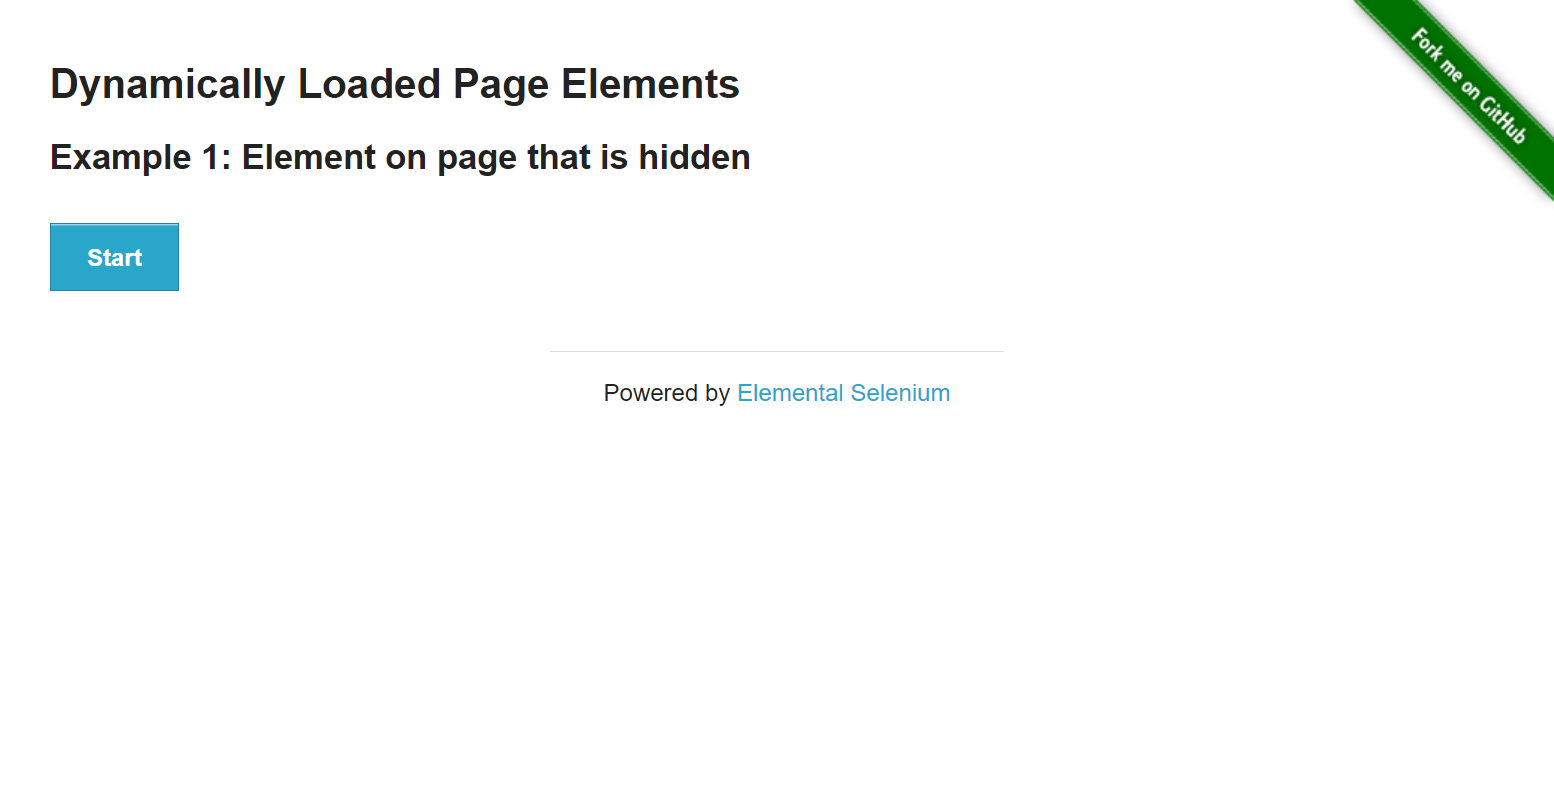 Fork me on GitHub
Dynamically Loaded Page Elements
Example 1: Element on page that is hidden
Start
Powered by Elemental Selenium